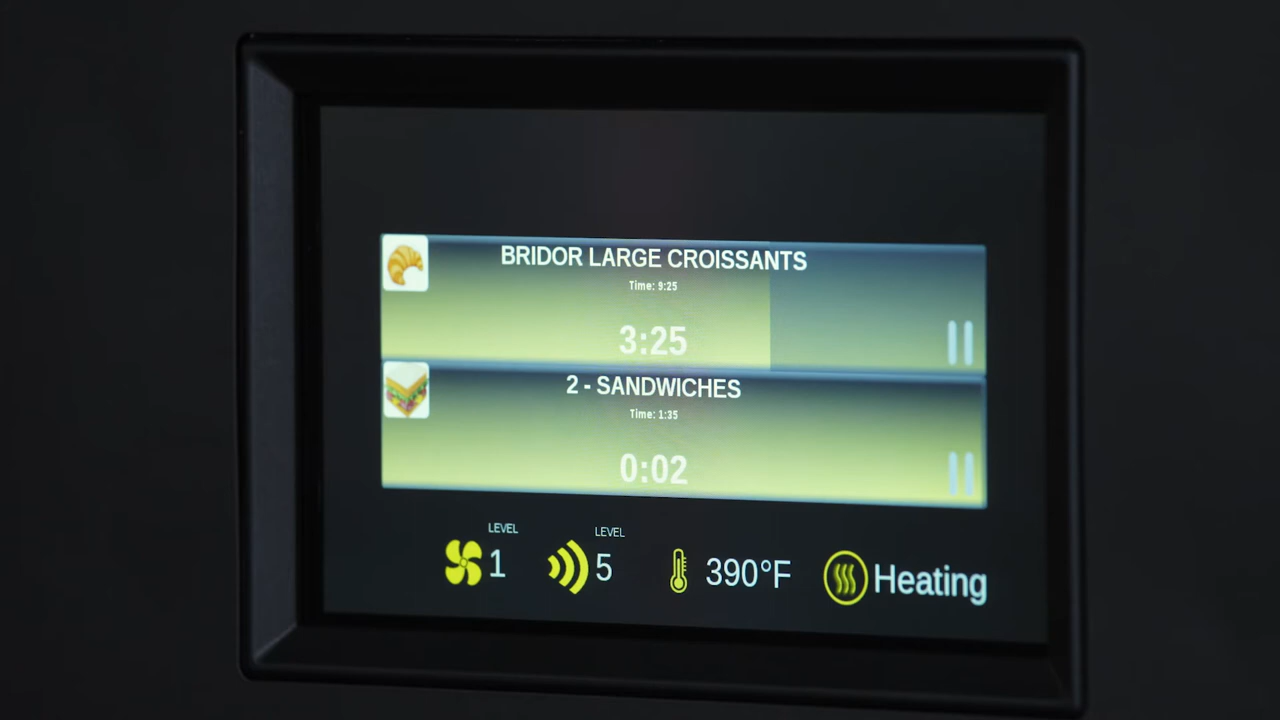 BRIDOR LARGE CROISSANTS
Time: 9:25
3:25
2 - SANDWICHES
Time: 1:35
0:02
LEVEL
1
LEVEL
5
390°F
Heating